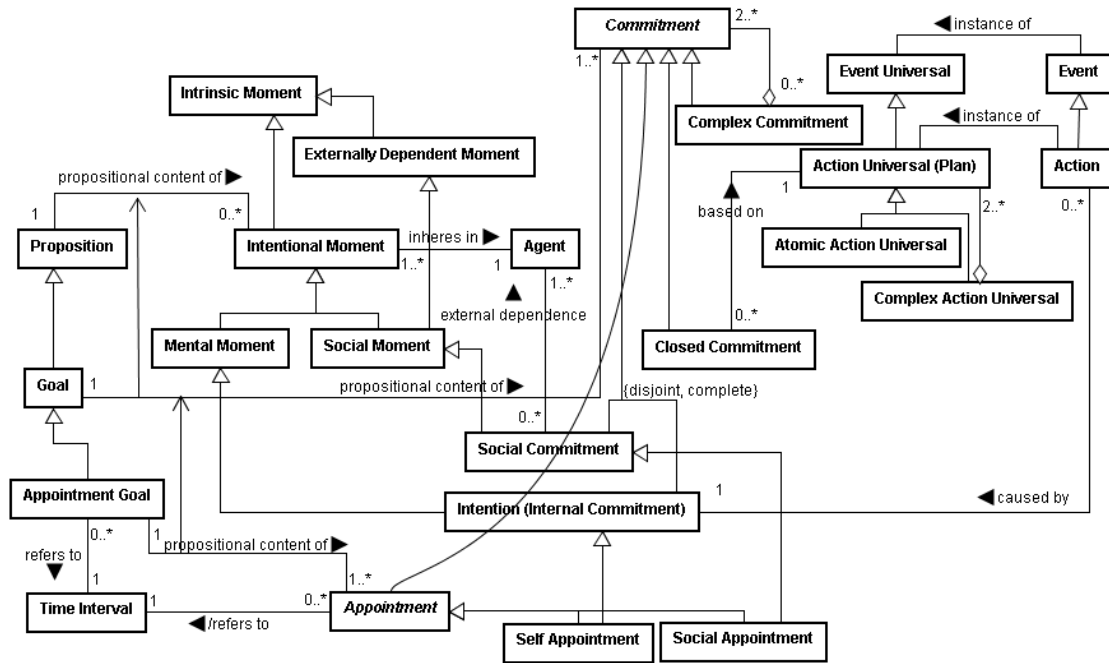 Commitment
2..*
◀ instance of
1..*
Event Universal
Event
Intrinsic Moment
0..*
Complex Commitment
◀ instance of
Externally Dependent Moment
Action Universal (Plan)
Action
propositional content of ▶
1
0..*
1
0..*
based on
2..*
Proposition
Intentional Moment
inheres in ▶
Agent
Atomic Action Universal
1..*
1
1..*
Complex Action Universal
external dependence
0..*
Mental Moment
Social Moment
Closed Commitment
Goal
1
propositional content of ▶
{disjoint, complete}
0..*
Social Commitment
Appointment Goal
Intention (Internal Commitment)
1
◀ caused by
0..*
1
propositional content of ▶
refers to
1
1..*
Time Interval
1
0..*
Appointment
◀/refers to
Self Appointment
Social Appointment